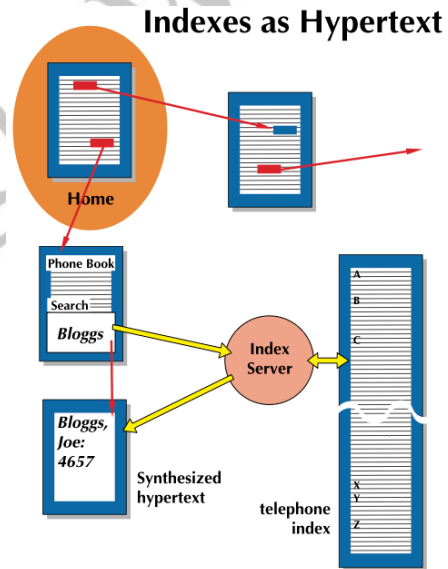 Indexes as Hypertext
Home
Phone Book
Search
Bloggs
Index
Server
A
B
C
X
Y
Z
Bloggs,
Joe:
4657
Synthesized
hypertext
telephone
index